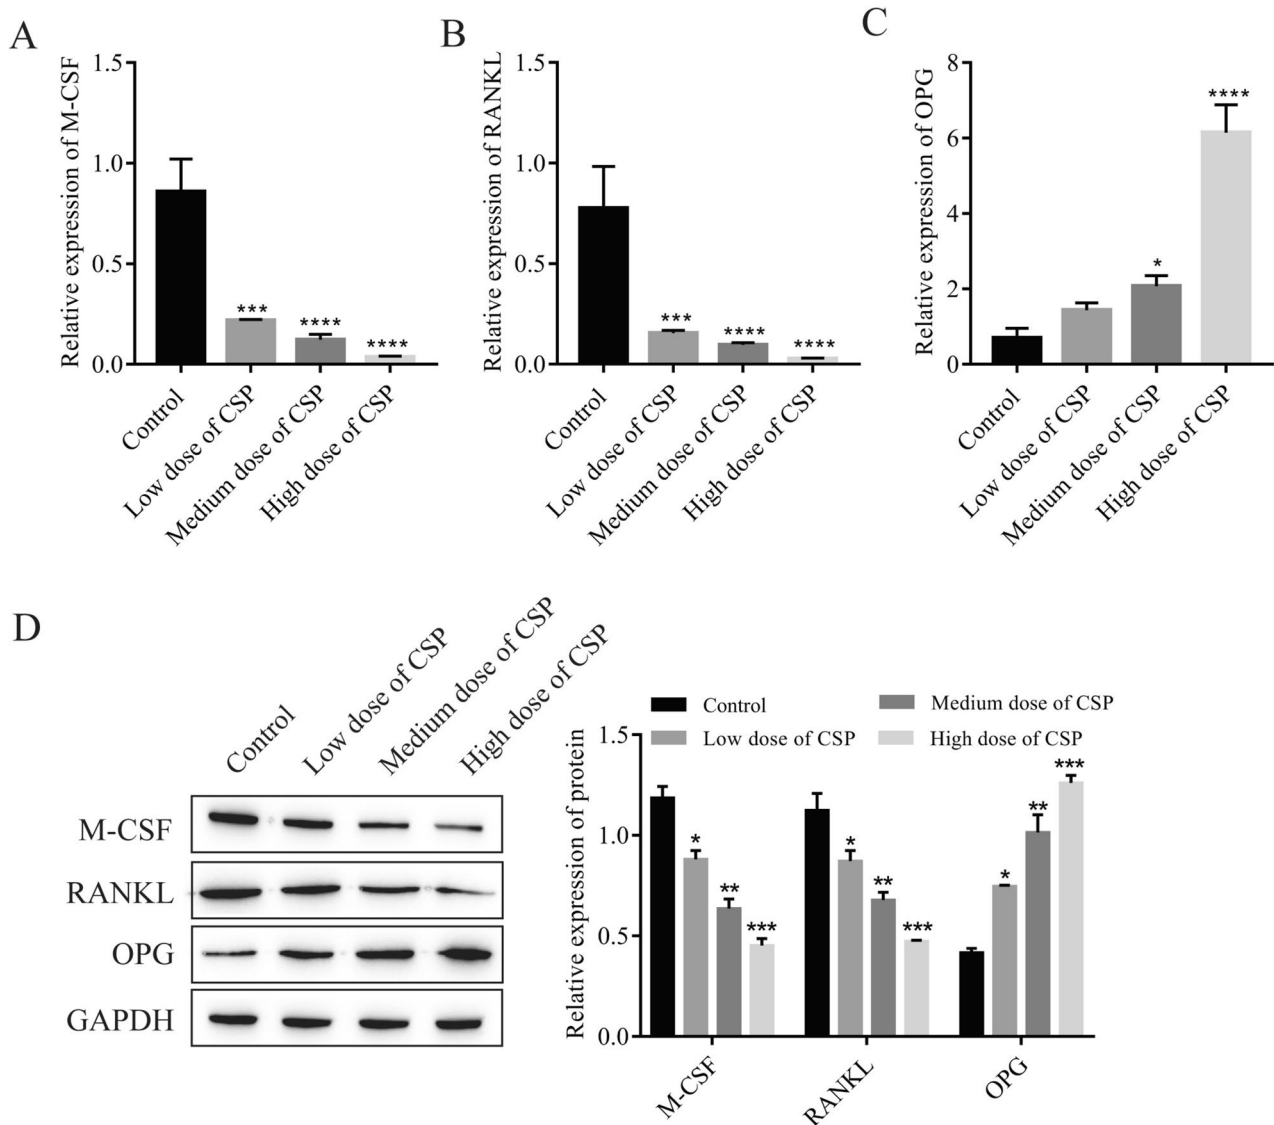 A
Relative expression of M-CSF
1.5
1.0
0.5
0.0
***
****
****
Control
Low dose of CSP
Medium dose of CSP
High dose of CSP
B
Relative expression of RANKL
1.5
1.0
0.5
0.0
***
****
****
Control
Low dose of CSP
Medium dose of CSP
High dose of CSP
C
Relative expression of OPG
8
6
4
2
0
*
****
Control
Low dose of CSP
Medium dose of CSP
High dose of CSP
D
Control
Low dose of CSP
Medium dose of CSP
High dose of CSP
M-CSF
RANKL
OPG
GAPDH
Control
Medium dose of CSP
Low dose of CSP
High dose of CSP
Relative expression of protein
1.5
1.0
0.5
0.0
*
**
***
*
**
***
*
**
***
M-CSF
RANKL
OPG